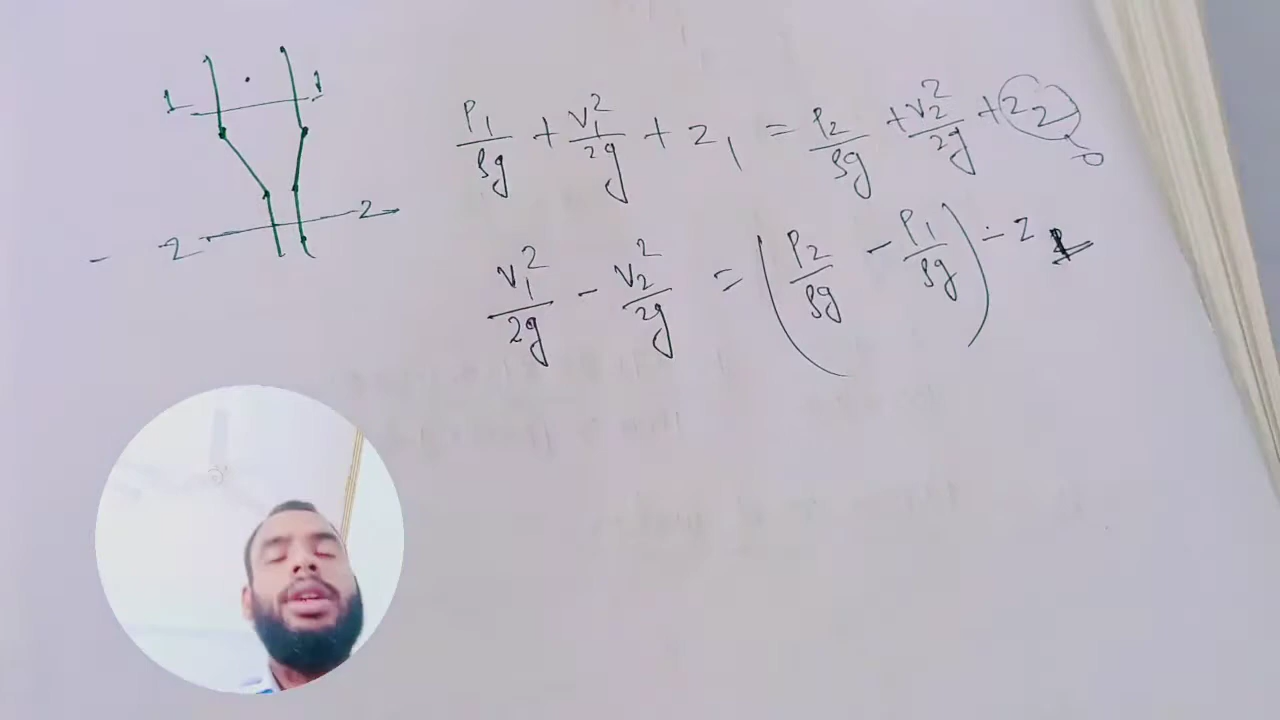 1 1
P₁/ρg + V₁²/2g + Z₁ = P₂/ρg + V₂²/2g + Z₂ 0
2 2
V₁²/2g - V₂²/2g = (P₂/ρg - P₁/ρg) - Z₁